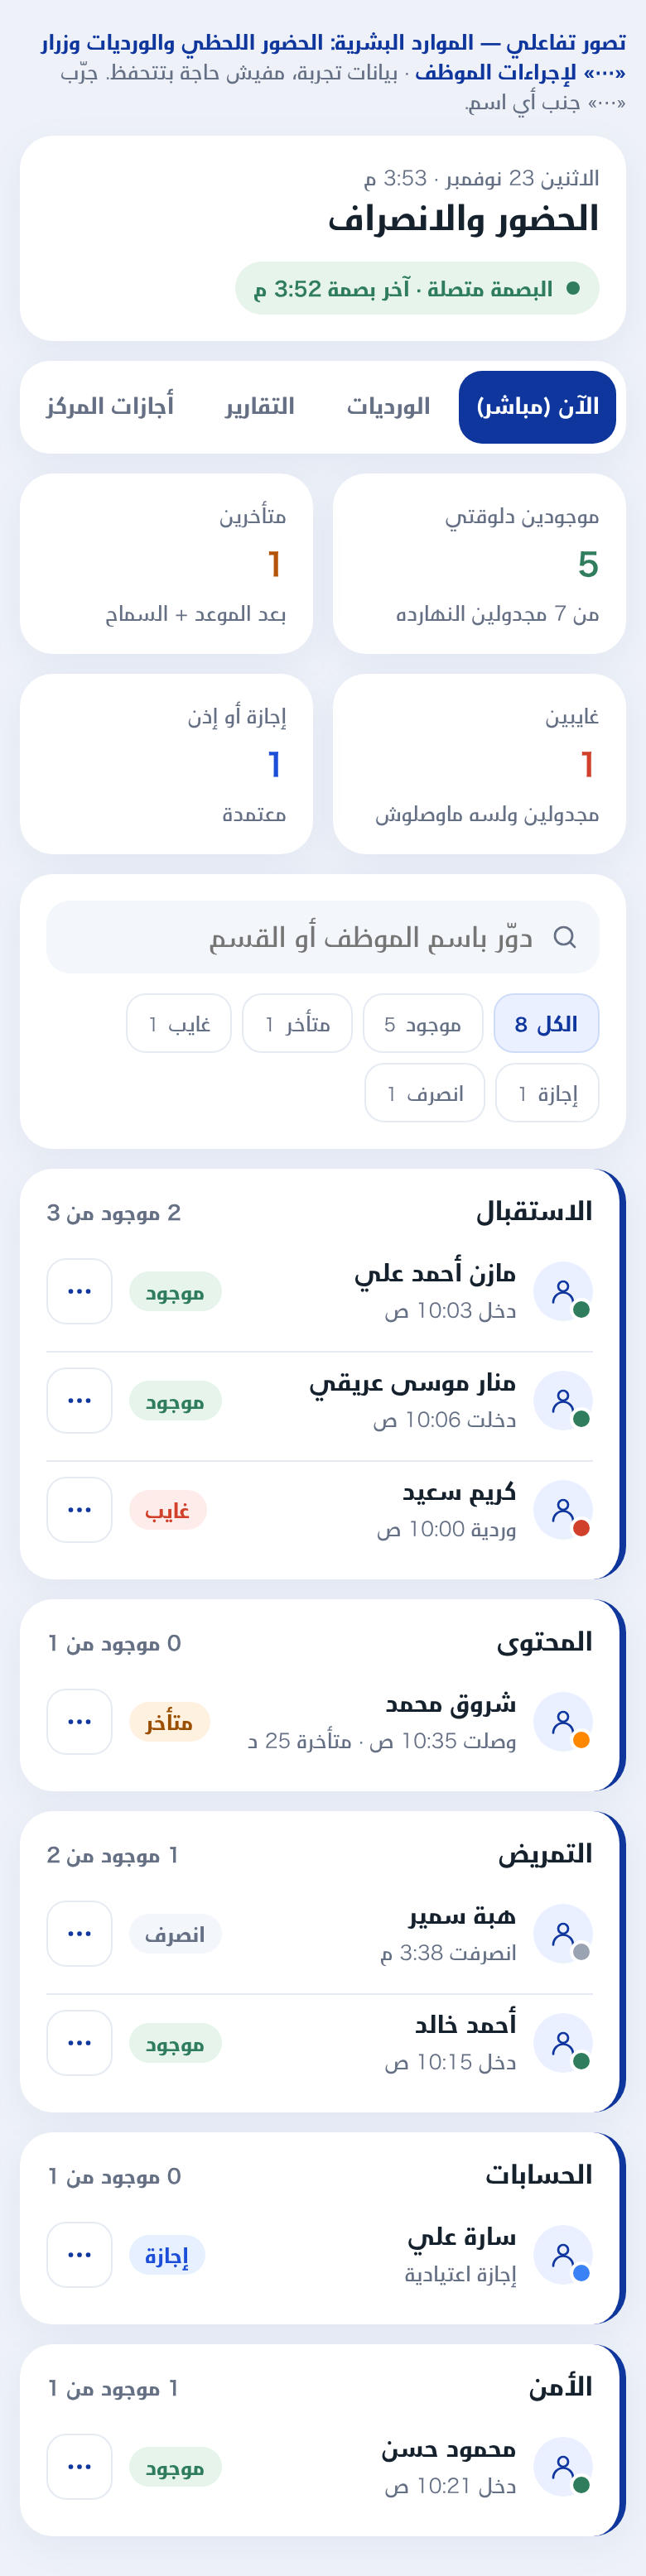 تصور تفاعلي — الموارد البشرية: الحضور اللحظي والورديات وزرار
«⋯» لإجراءات الموظف · بيانات تجربة، مفيش حاجة بتتحفظ. جرّب
«⋯» جنب أي اسم.
الاثنين 23 نوفمبر · 3:53 م
الحضور والانصراف
البصمة متصلة · آخر بصمة 3:52 م
الآن (مباشر) الورديات التقارير أجازات المركز
موجودين دلوقتي
5
من 7 مجدولين النهارده
متأخرين
1
بعد الموعد + السماح
غايبين
1
مجدولين ولسه ماوصلوش
إجازة أو إذن
1
معتمدة
دوّر باسم الموظف أو القسم
الكل 8 موجود 5 متأخر 1 غايب 1
إجازة 1 انصرف 1
الاستقبال 2 موجود من 3
مازن أحمد علي
دخل 10:03 ص
موجود
منار موسى عريقي
دخلت 10:06 ص
موجود
كريم سعيد
وردية 10:00 ص
غايب
المحتوى 0 موجود من 1
شروق محمد
وصلت 10:35 ص · متأخرة 25 د
متأخر
التمريض 1 موجود من 2
هبة سمير
انصرفت 3:38 م
انصرف
أحمد خالد
دخل 10:15 ص
موجود
الحسابات 0 موجود من 1
سارة علي
إجازة اعتيادية
إجازة
الأمن 1 موجود من 1
محمود حسن
دخل 10:21 ص
موجود